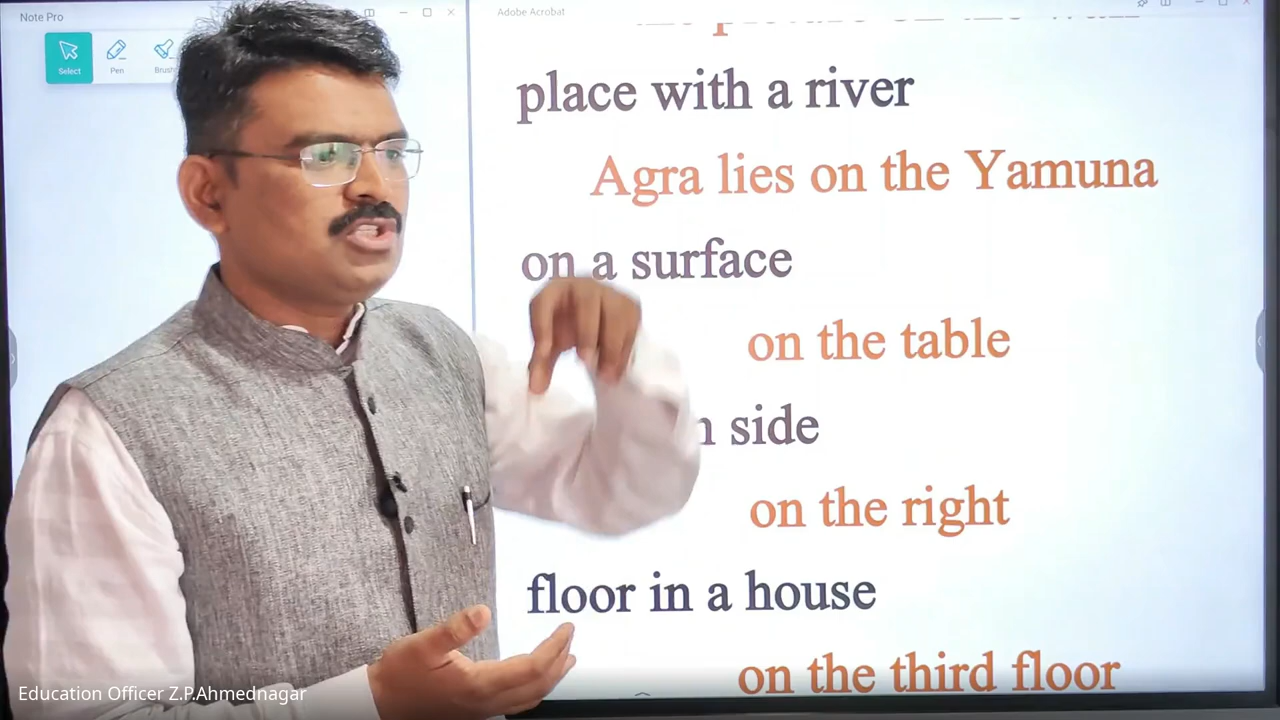 Note Pro
Adobe Acrobat
Select
Pen
Brush
place with a river
Agra lies on the Yamuna
on a surface
on the table
side
on the right
floor in a house
on the third floor
Education Officer Z.P.Ahmednagar